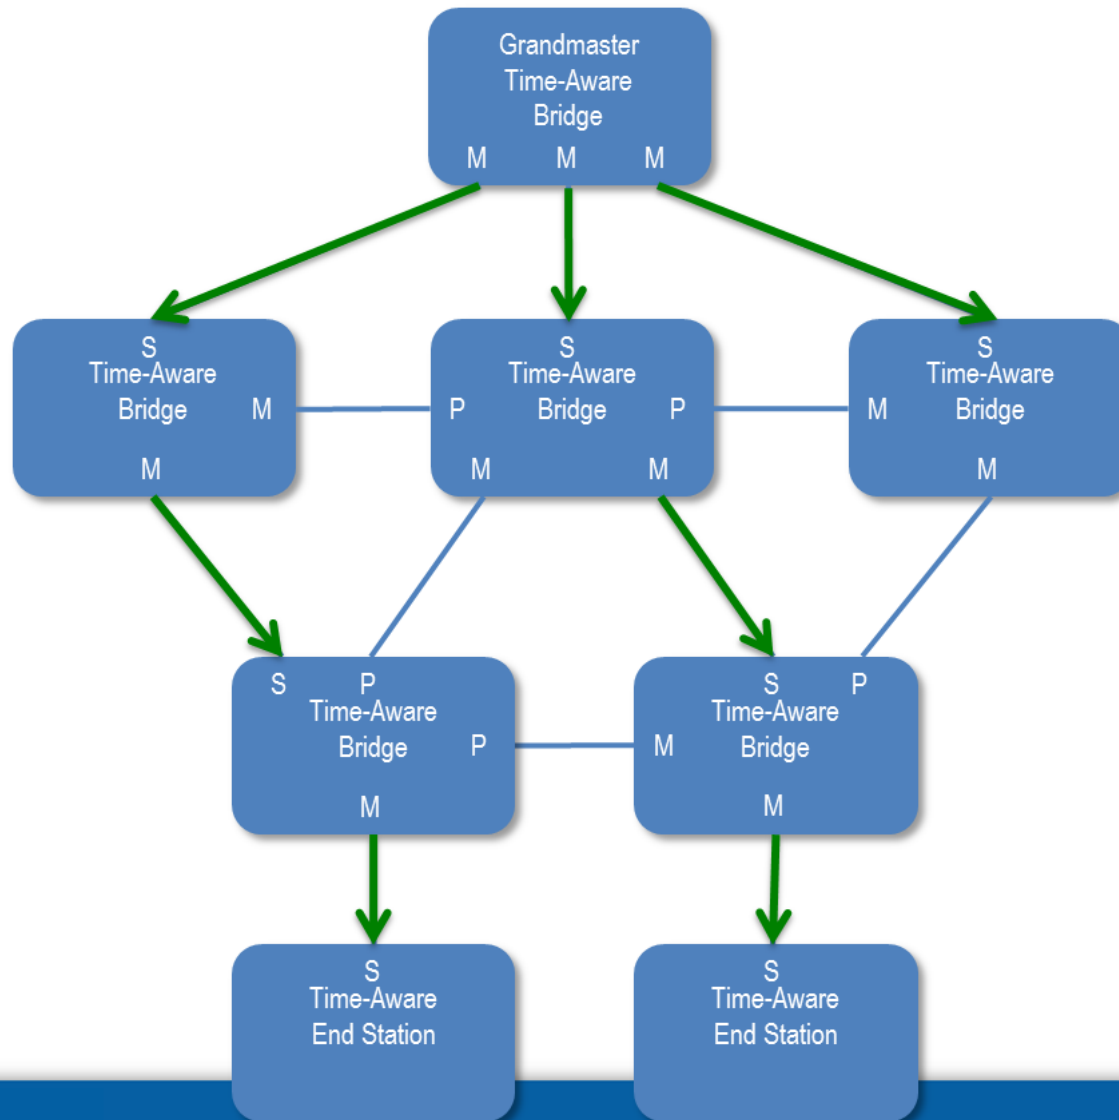 Grandmaster
Time-Aware
Bridge
M M M
S
Time-Aware
Bridge M
M
S
Time-Aware
P Bridge P
M M
S
Time-Aware
M Bridge
M
S P
Time-Aware
Bridge P
M
S P
Time-Aware
M Bridge
M
S
Time-Aware
End Station
S
Time-Aware
End Station